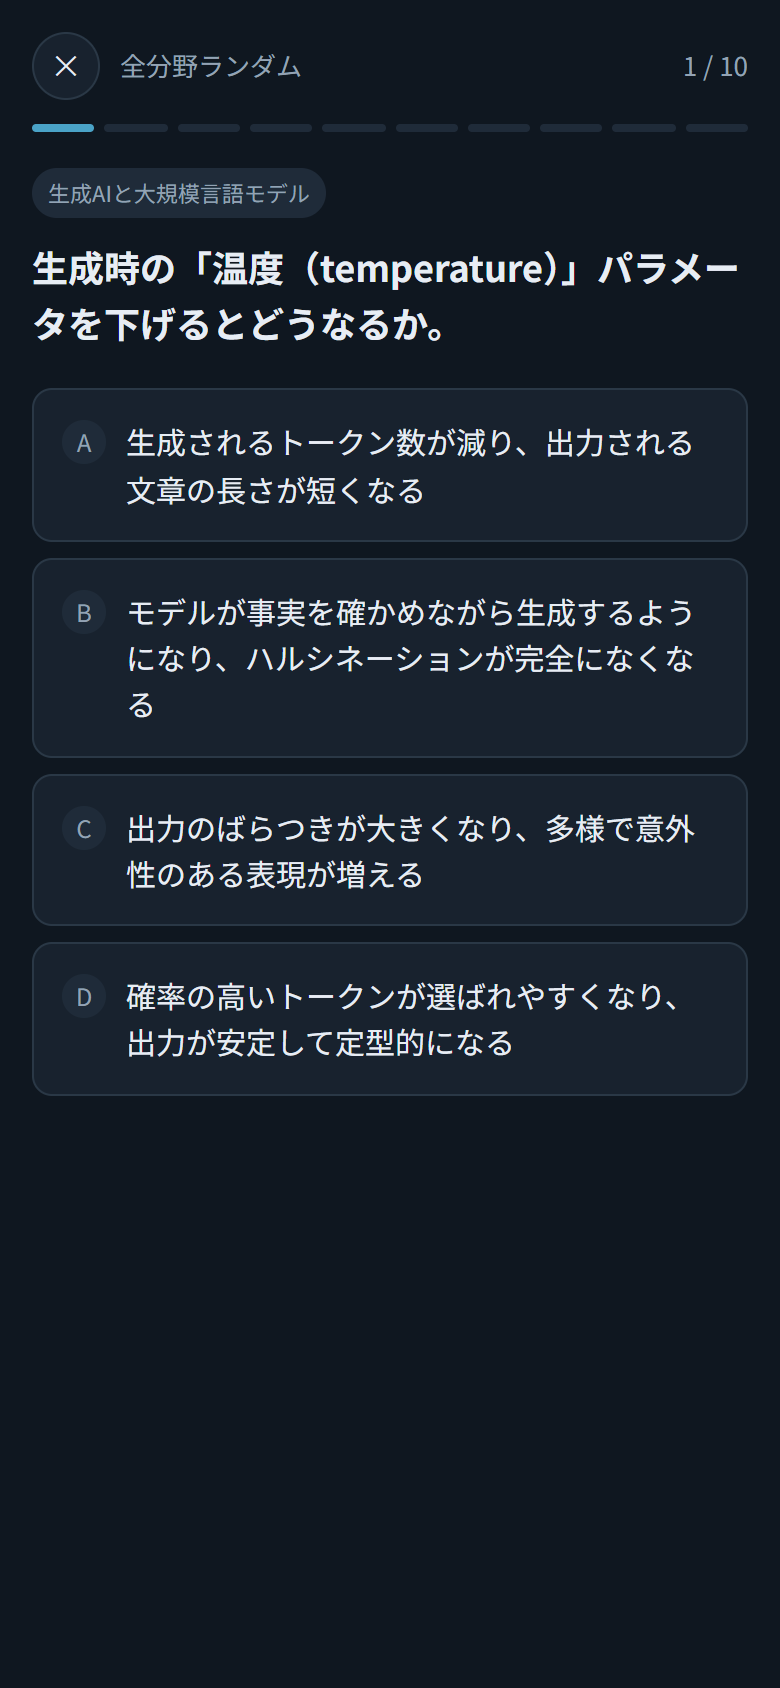 ×
全分野ランダム
1 / 10
生成AIと大規模言語モデル
生成時の「温度（temperature）」パラメー
タを下げるとどうなるか。
A
生成されるトークン数が減り、出力される
文章の長さが短くなる
B
モデルが事実を確かめながら生成するよう
になり、ハルシネーションが完全になくな
る
C
出力のばらつきが大きくなり、多様で意外
性のある表現が増える
D
確率の高いトークンが選ばれやすくなり、
出力が安定して定型的になる